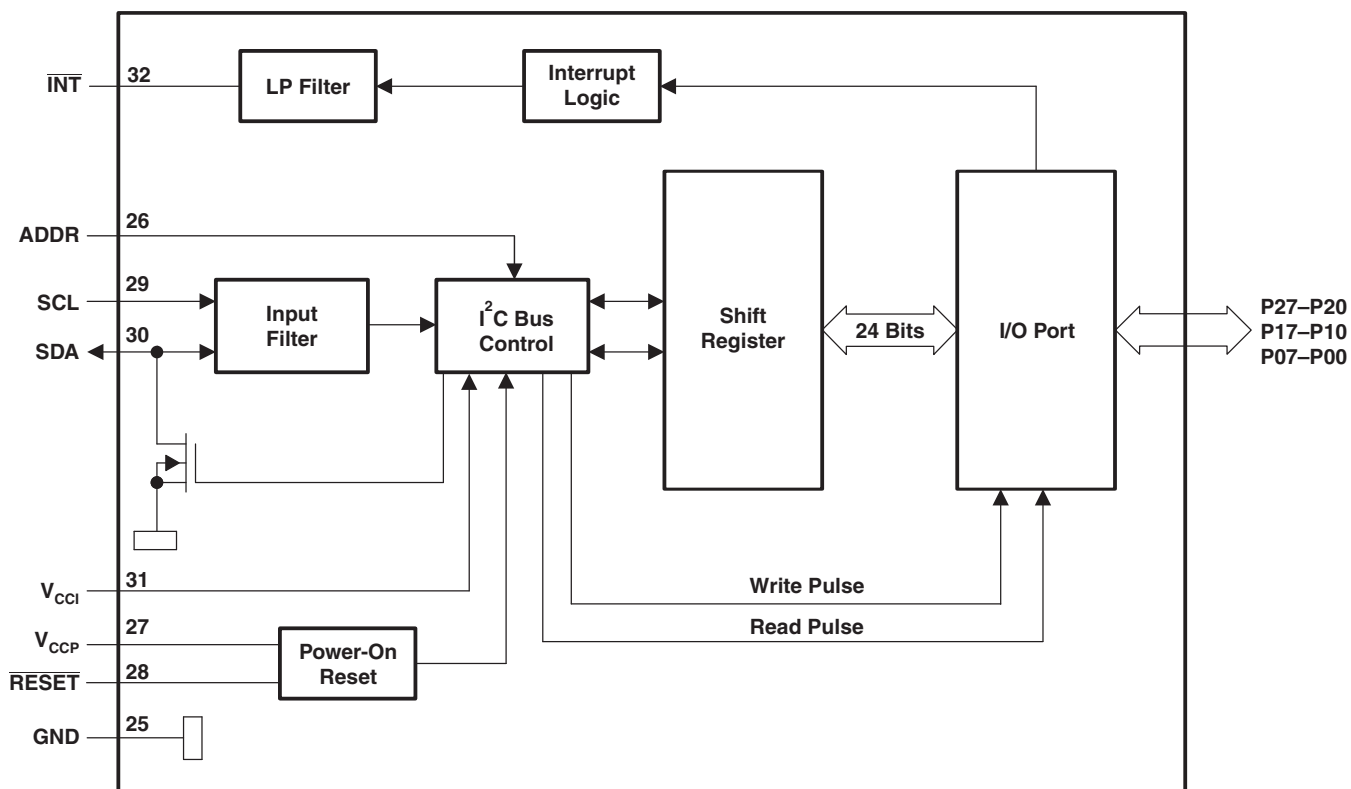 INT
32
LP Filter
Interrupt
Logic
ADDR
26
SCL
29
SDA
30
Input
Filter
I2C Bus
Control
Shift
Register
24 Bits
I/O Port
P27–P20
P17–P10
P07–P00
VCCI
31
Write Pulse
Read Pulse
VCCP
27
RESET
28
Power-On
Reset
GND
25